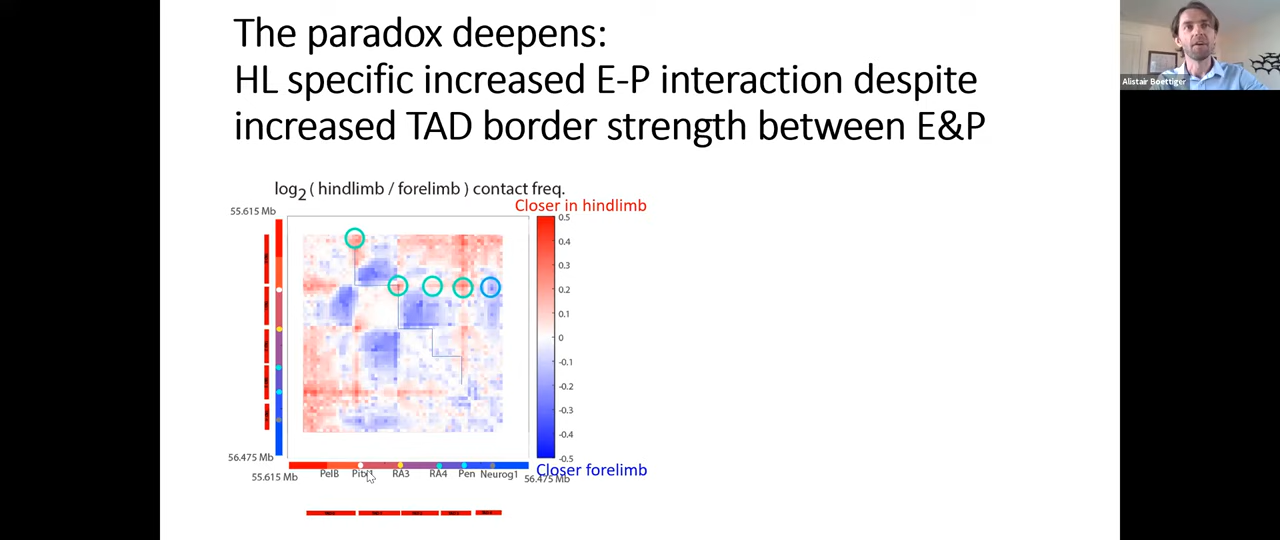 The paradox deepens:
HL specific increased E-P interaction despite
increased TAD border strength between E&P
Alistair Boettiger
log2 ( hindlimb / forelimb ) contact freq.
Closer in hindlimb
55.615 Mb
0.5
0.4
0.3
0.2
0.1
0
-0.1
-0.2
-0.3
-0.4
-0.5
56.475 Mb
Closer forelimb
PelB Pitx1 RA3 RA4 Pen Neurog1
55.615 Mb 56.475 Mb